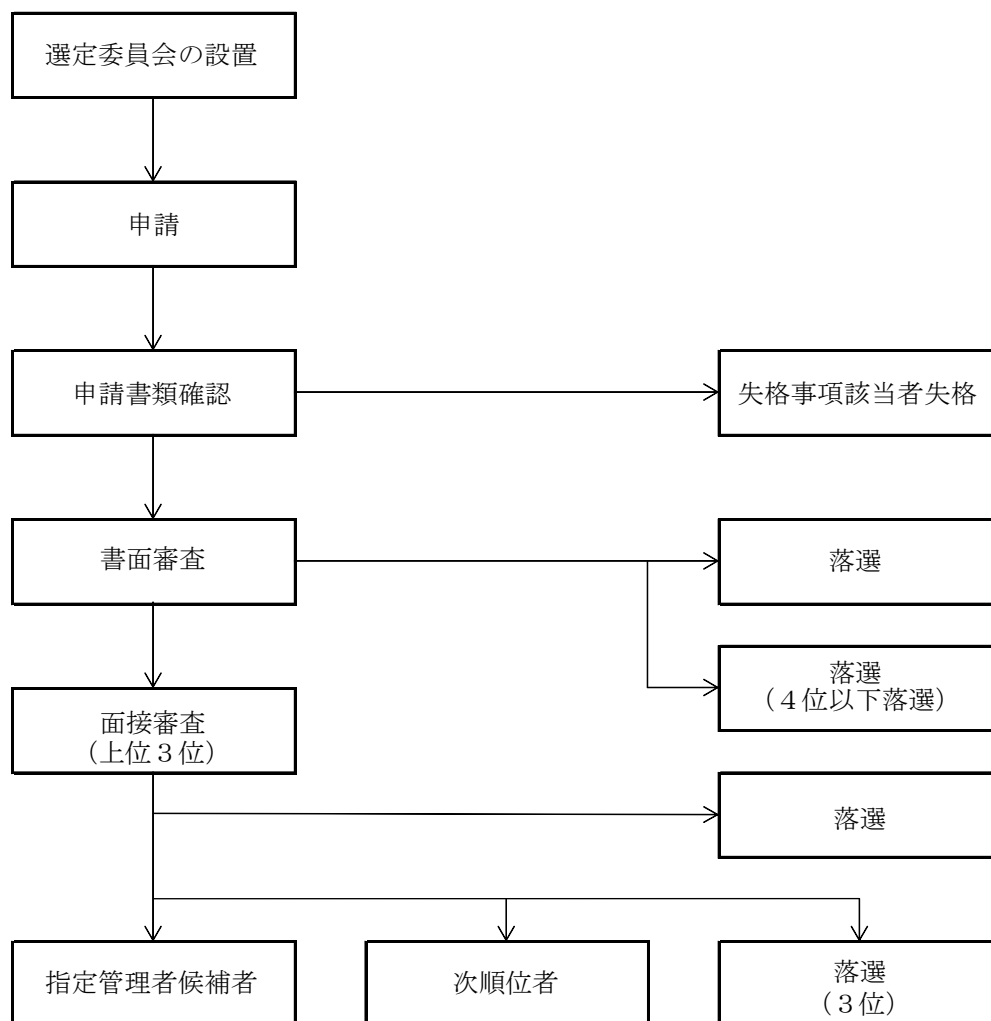 選定委員会の設置
申請
申請書類確認
失格事項該当者失格
書面審査
落選
落選
（４位以下落選）
面接審査
（上位３位）
落選
指定管理者候補者
次順位者
落選
（３位）